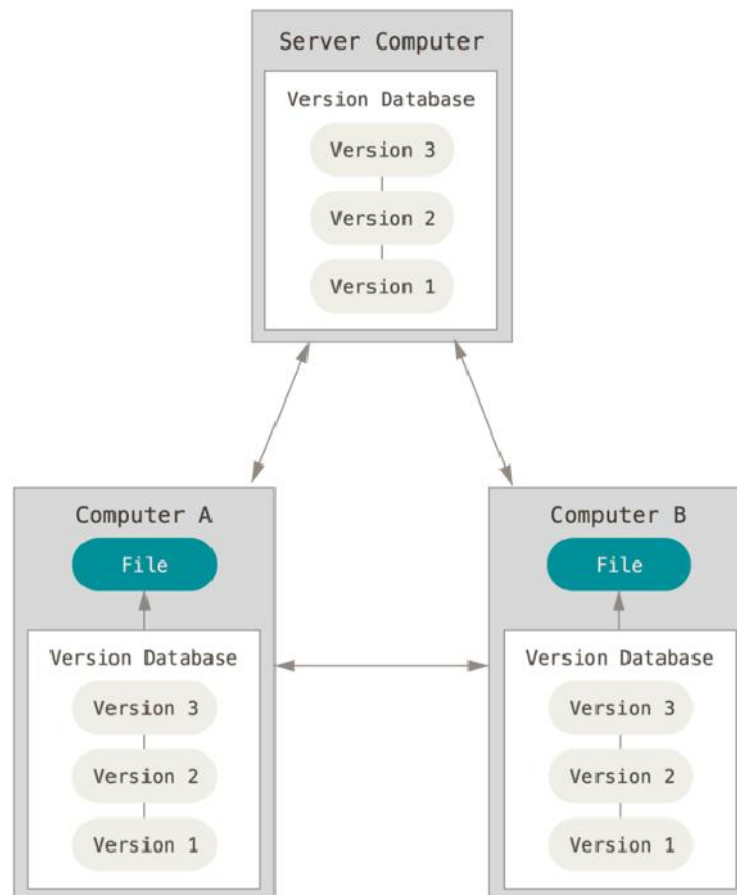 Server Computer
Version Database
Version 3
Version 2
Version 1
Computer A
File
Version Database
Version 3
Version 2
Version 1
Computer B
File
Version Database
Version 3
Version 2
Version 1